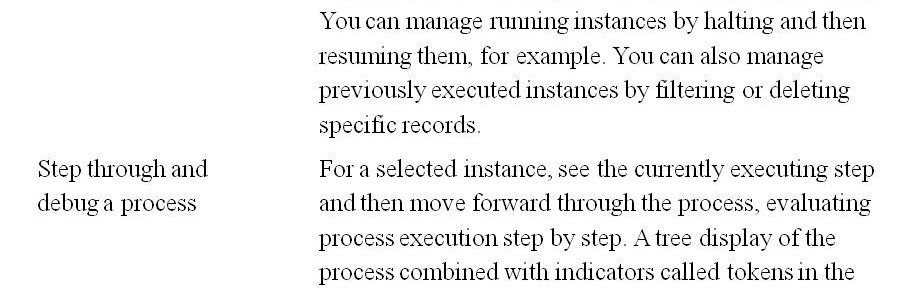 You can manage running instances by halting and then
resuming them, for example. You can also manage
previously executed instances by filtering or deleting
specific records.
Step through and
debug a process
For a selected instance, see the currently executing step
and then move forward through the process, evaluating
process execution step by step. A tree display of the
process combined with indicators called tokens in the